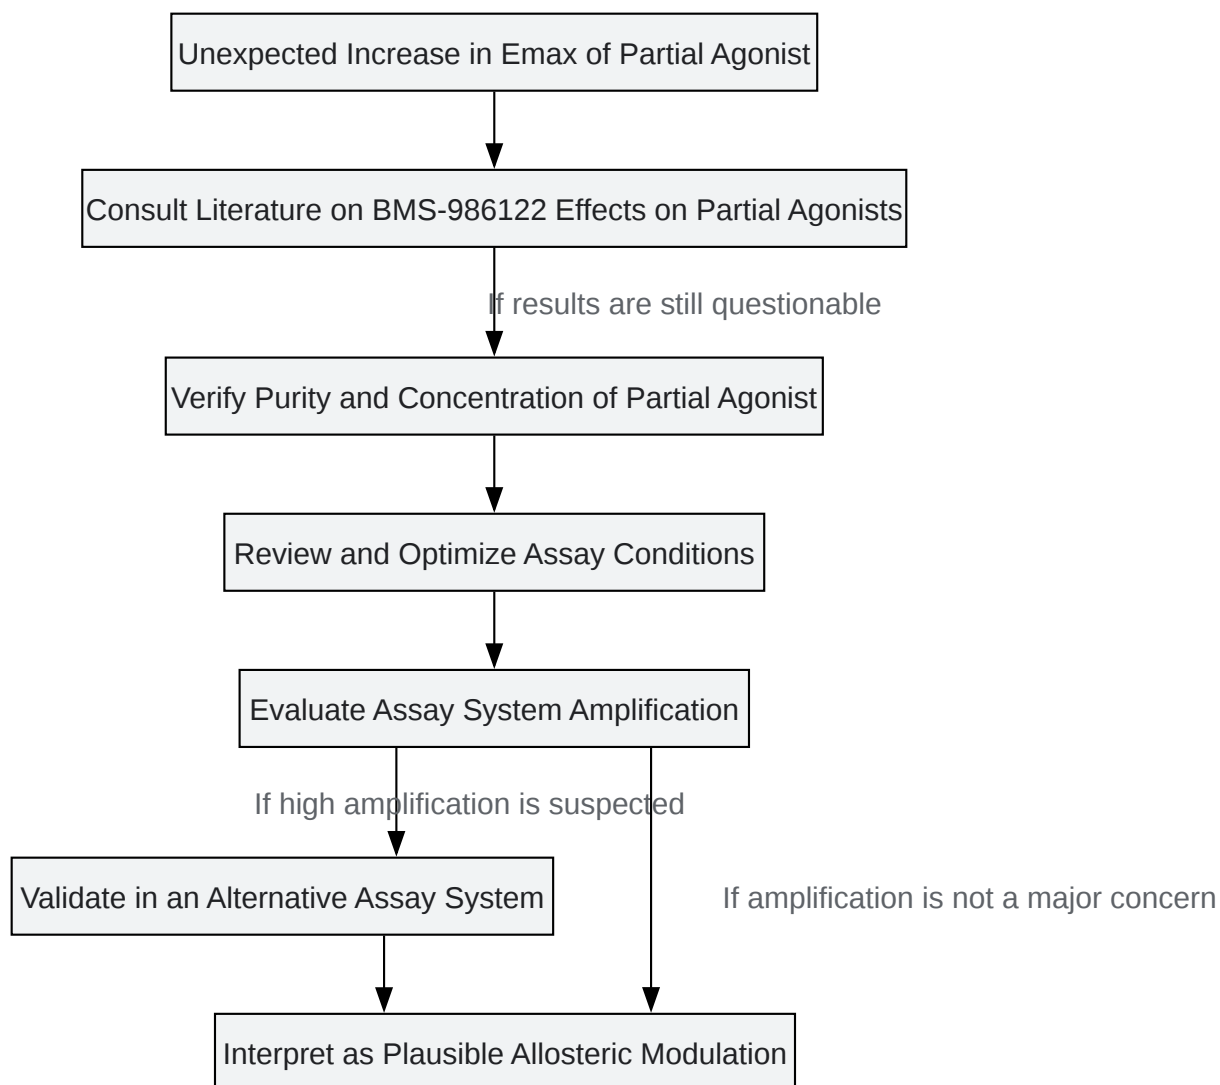 Unexpected Increase in Emax of Partial Agonist
Consult Literature on BMS-986122 Effects on Partial Agonists
If results are still questionable
Verify Purity and Concentration of Partial Agonist
Review and Optimize Assay Conditions
Evaluate Assay System Amplification
If high amplification is suspected
Validate in an Alternative Assay System
If amplification is not a major concern
Interpret as Plausible Allosteric Modulation